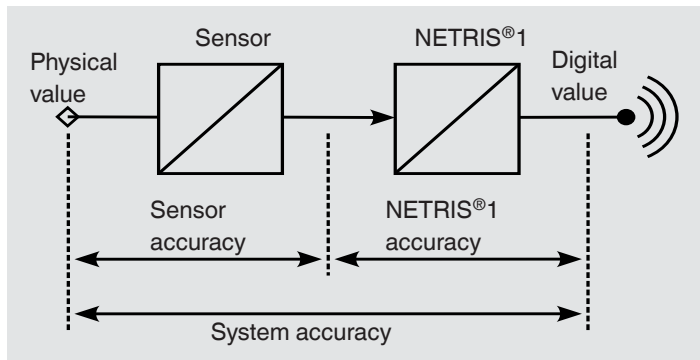 Sensor
NETRIS®1
Physical
value
Digital
value
Sensor
accuracy
NETRIS®1
accuracy
System accuracy